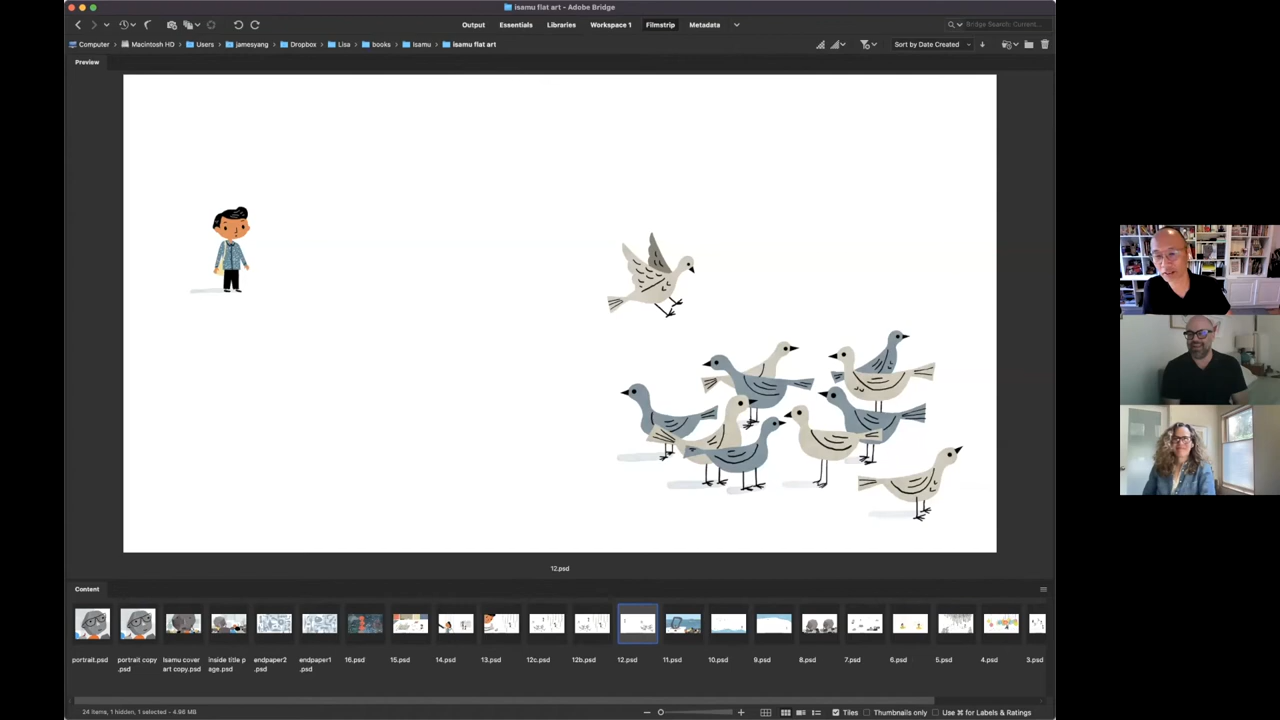 isamu flat art - Adobe Bridge
Output Essentials Libraries Workspace 1 Filmstrip Metadata
Bridge Search: Current...
Computer Macintosh HD Users jamesyang Dropbox Lisa books Isamu isamu flat art
Sort by Date Created
Preview
12.psd
Content
portrait.psd portrait copy .psd Isamu cover art copy.psd inside title p age.psd endpaper2 .psd endpaper1 .psd 16.psd 15.psd 14.psd 13.psd 12c.psd 12b.psd 12.psd 11.psd 10.psd 9.psd 8.psd 7.psd 6.psd 5.psd 4.psd 3.psd
24 items, 1 hidden, 1 selected - 4.96 MB
Tiles Thumbnails only Use ⌘ for Labels & Ratings